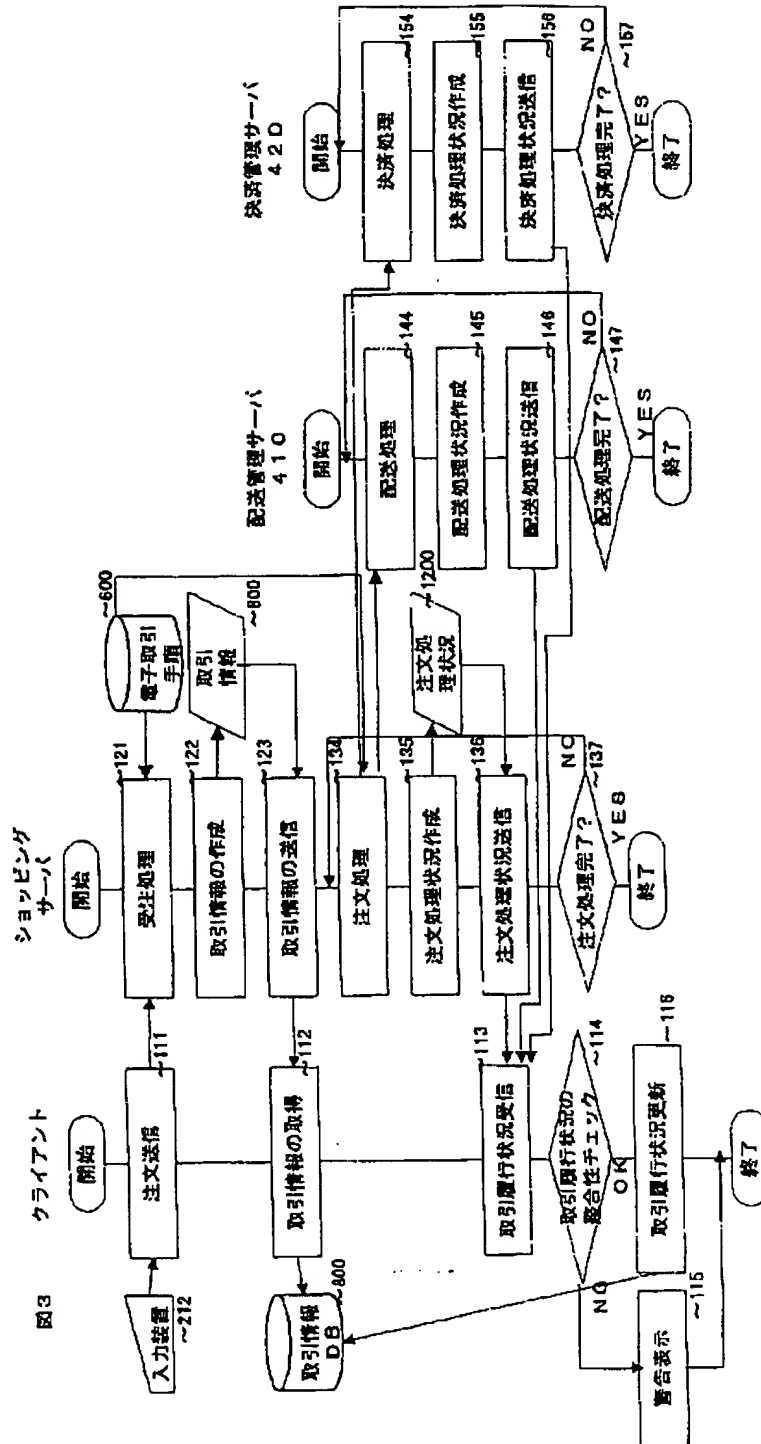 図3
クライアント
開始
入力装置
~212
注文送信
~111
取引情報の取得
~112
取引情報
DB
~800
取引履行状況受信
113
取引履行状況の
整合性チェック
~114
OK
NG
取引履行状況更新
~116
警告表示
~115
終了
ショッピング
サーバ
開始
受注処理
~121
電子取引
手順
~600
取引情報の作成
~122
取引
情報
~800
取引情報の送信
~123
注文処理
~134
注文処理状況作成
~135
注文処
理状況
~1200
注文処理状況送信
~136
注文処理完了?
~137
NO
YES
終了
配送管理サーバ
410
開始
配送処理
~144
配送処理状況作成
~145
配送処理状況送信
~146
配送処理完了?
~147
NO
YES
終了
決済管理サーバ
420
開始
決済処理
~154
決済処理状況作成
~155
決済処理状況送信
~156
決済処理完了?
~157
NO
YES
終了